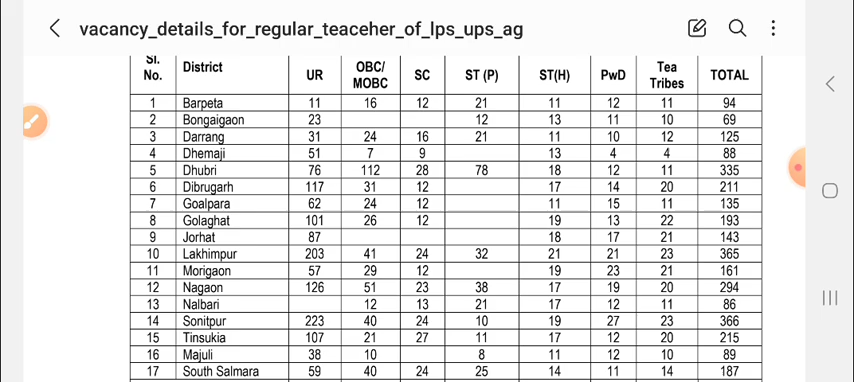 vacancy_details_for_regular_teaceher_of_lps_ups_ag
Sl. No. District UR OBC/ MOBC SC ST (P) ST(H) PwD Tea Tribes TOTAL
1 Barpeta 11 16 12 21 11 12 11 94
2 Bongaigaon 23 12 13 11 10 69
3 Darrang 31 24 16 21 11 10 12 125
4 Dhemaji 51 7 9 13 4 4 88
5 Dhubri 76 112 28 78 18 12 11 335
6 Dibrugarh 117 31 12 17 14 20 211
7 Goalpara 62 24 12 11 15 11 135
8 Golaghat 101 26 12 19 13 22 193
9 Jorhat 87 18 17 21 143
10 Lakhimpur 203 41 24 32 21 21 23 365
11 Morigaon 57 29 12 19 23 21 161
12 Nagaon 126 51 23 38 17 19 20 294
13 Nalbari 12 13 21 17 12 11 86
14 Sonitpur 223 40 24 10 19 27 23 366
15 Tinsukia 107 21 27 11 17 12 20 215
16 Majuli 38 10 8 11 12 10 89
17 South Salmara 59 40 24 25 14 11 14 187